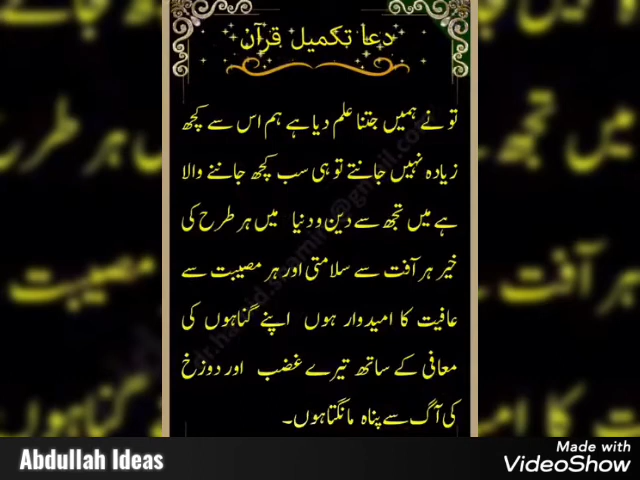 دعا تکمیل قرآن
تو نے ہمیں جتنا علم دیا ہے ہم اس سے کچھ
زیادہ نہیں جانتے تو ہی سب کچھ جاننے والا
ہے میں تجھ سے دین و دنیا میں ہر طرح کی
خیر ہر آفت سے سلامتی اور ہر مصیبت سے
عافیت کا امیدوار ہوں اپنے گناہوں کی
معافی کے ساتھ تیرے غضب اور دوزخ
کی آگ سے پناہ مانگتا ہوں۔
Abdullah Ideas
Made with
VideoShow